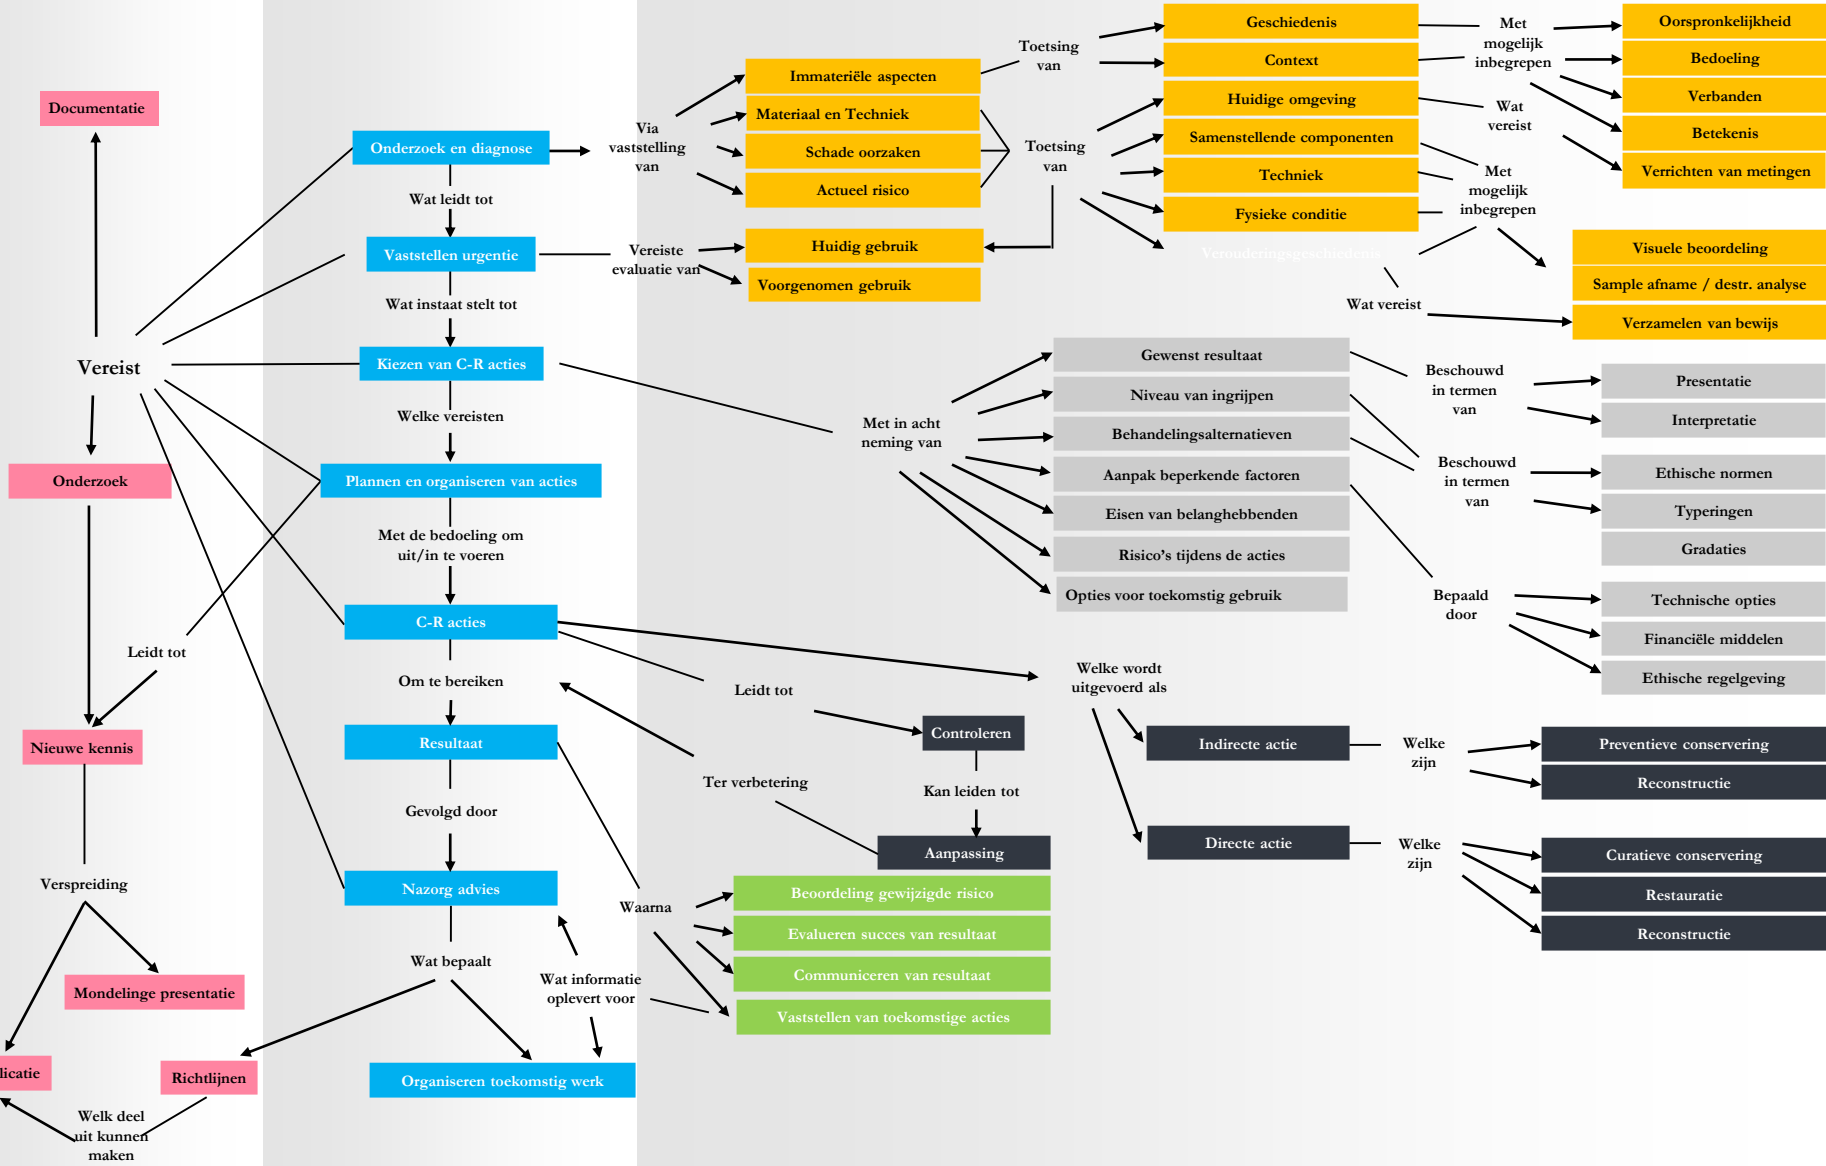 Documentatie
Vereist
Onderzoek
Leidt tot
Nieuwe kennis
Verspreiding
Mondelinge presentatie
licatie
Richtlijnen
Welk deel
uit kunnen
maken
Onderzoek en diagnose
Wat leidt tot
Vaststellen urgentie
Wat instaat stelt tot
Kiezen van C-R acties
Welke vereisten
Plannen en organiseren van acties
Met de bedoeling om
uit/in te voeren
C-R acties
Om te bereiken
Resultaat
Gevolgd door
Nazorg advies
Wat bepaalt
Wat informatie
oplevert voor
Organiseren toekomstig werk
Via
vaststelling
van
Immateriële aspecten
Materiaal en Techniek
Schade oorzaken
Actueel risico
Vereiste
evaluatie van
Huidig gebruik
Voorgenomen gebruik
Toetsing
van
Toetsing
van
Geschiedenis
Context
Huidige omgeving
Samenstellende componenten
Techniek
Fysieke conditie
Verouderingsgeschiedenis
Met
mogelijk
inbegrepen
Wat
vereist
Met
mogelijk
inbegrepen
Wat vereist
Oorspronkelijkheid
Bedoeling
Verbanden
Betekenis
Verrichten van metingen
Visuele beoordeling
Sample afname / destr. analyse
Verzamelen van bewijs
Met in acht
neming van
Gewenst resultaat
Niveau van ingrijpen
Behandelingsalternatieven
Aanpak beperkende factoren
Eisen van belanghebbenden
Risico’s tijdens de acties
Opties voor toekomstig gebruik
Beschouwd
in termen
van
Presentatie
Interpretatie
Beschouwd
in termen
van
Ethische normen
Typeringen
Gradaties
Bepaald
door
Technische opties
Financiële middelen
Ethische regelgeving
Leidt tot
Controleren
Ter verbetering
Kan leiden tot
Aanpassing
Welke wordt
uitgevoerd als
Indirecte actie
Welke
zijn
Preventieve conservering
Reconstructie
Directe actie
Welke
zijn
Curatieve conservering
Restauratie
Reconstructie
Waarna
Beoordeling gewijzigde risico
Evalueren succes van resultaat
Communiceren van resultaat
Vaststellen van toekomstige acties